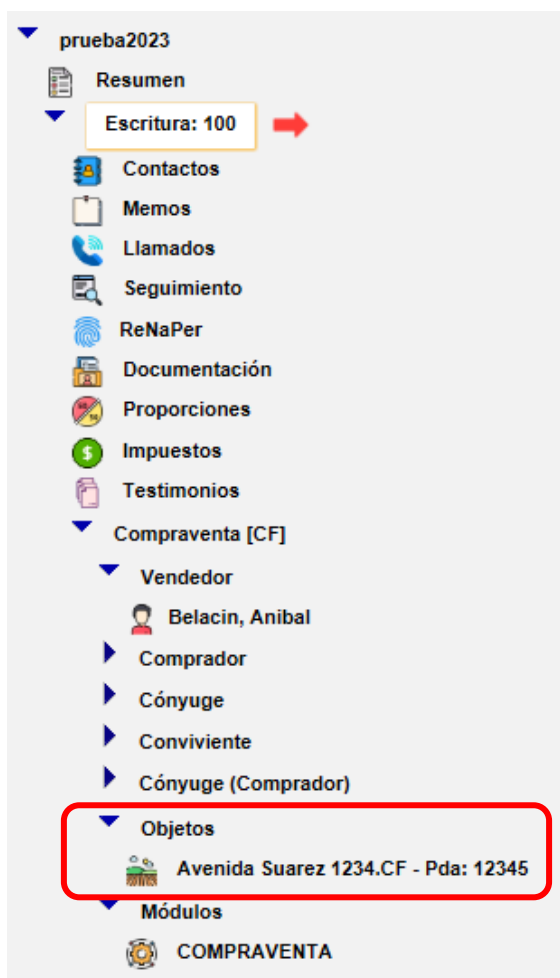 prueba2023
Resumen
Escritura: 100
Contactos
Memos
Llamados
Seguimiento
ReNaPer
Documentación
Proporciones
Impuestos
Testimonios
Compraventa [CF]
Vendedor
Belacin, Anibal
Comprador
Cónyuge
Conviviente
Cónyuge (Comprador)
Objetos
Avenida Suarez 1234.CF - Pda: 12345
Módulos
COMPRAVENTA